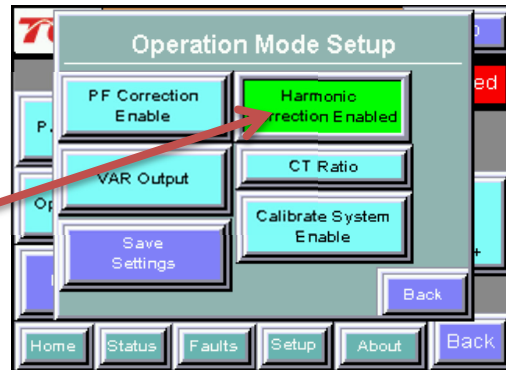 Operation Mode Setup
ed
PF Correction
Enable
Harmonic
rrection Enabled
P.
VAR Output
CT Ratio
Op
Calibrate System
Enable
Save
Settings
+
Back
Home
Status
Faults
Setup
About
Back